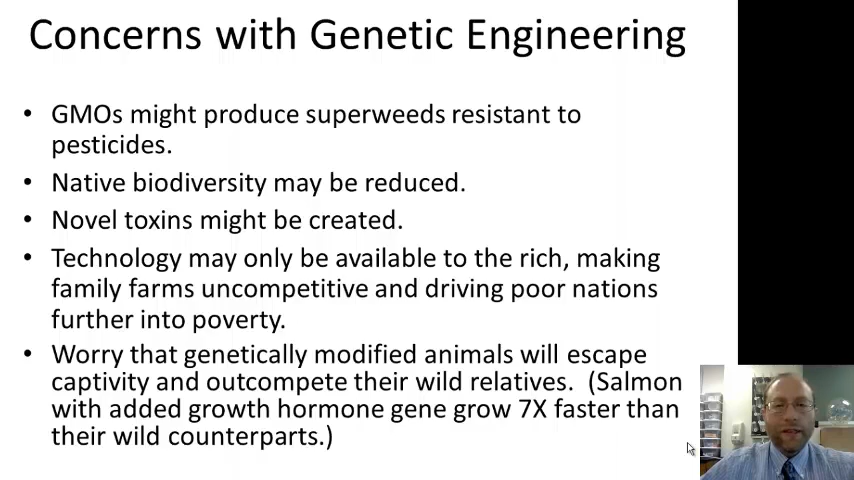 Concerns with Genetic Engineering
• GMOs might produce superweeds resistant to
pesticides.
• Native biodiversity may be reduced.
• Novel toxins might be created.
• Technology may only be available to the rich, making
family farms uncompetitive and driving poor nations
further into poverty.
• Worry that genetically modified animals will escape
captivity and outcompete their wild relatives.  (Salmon
with added growth hormone gene grow 7X faster than
their wild counterparts.)